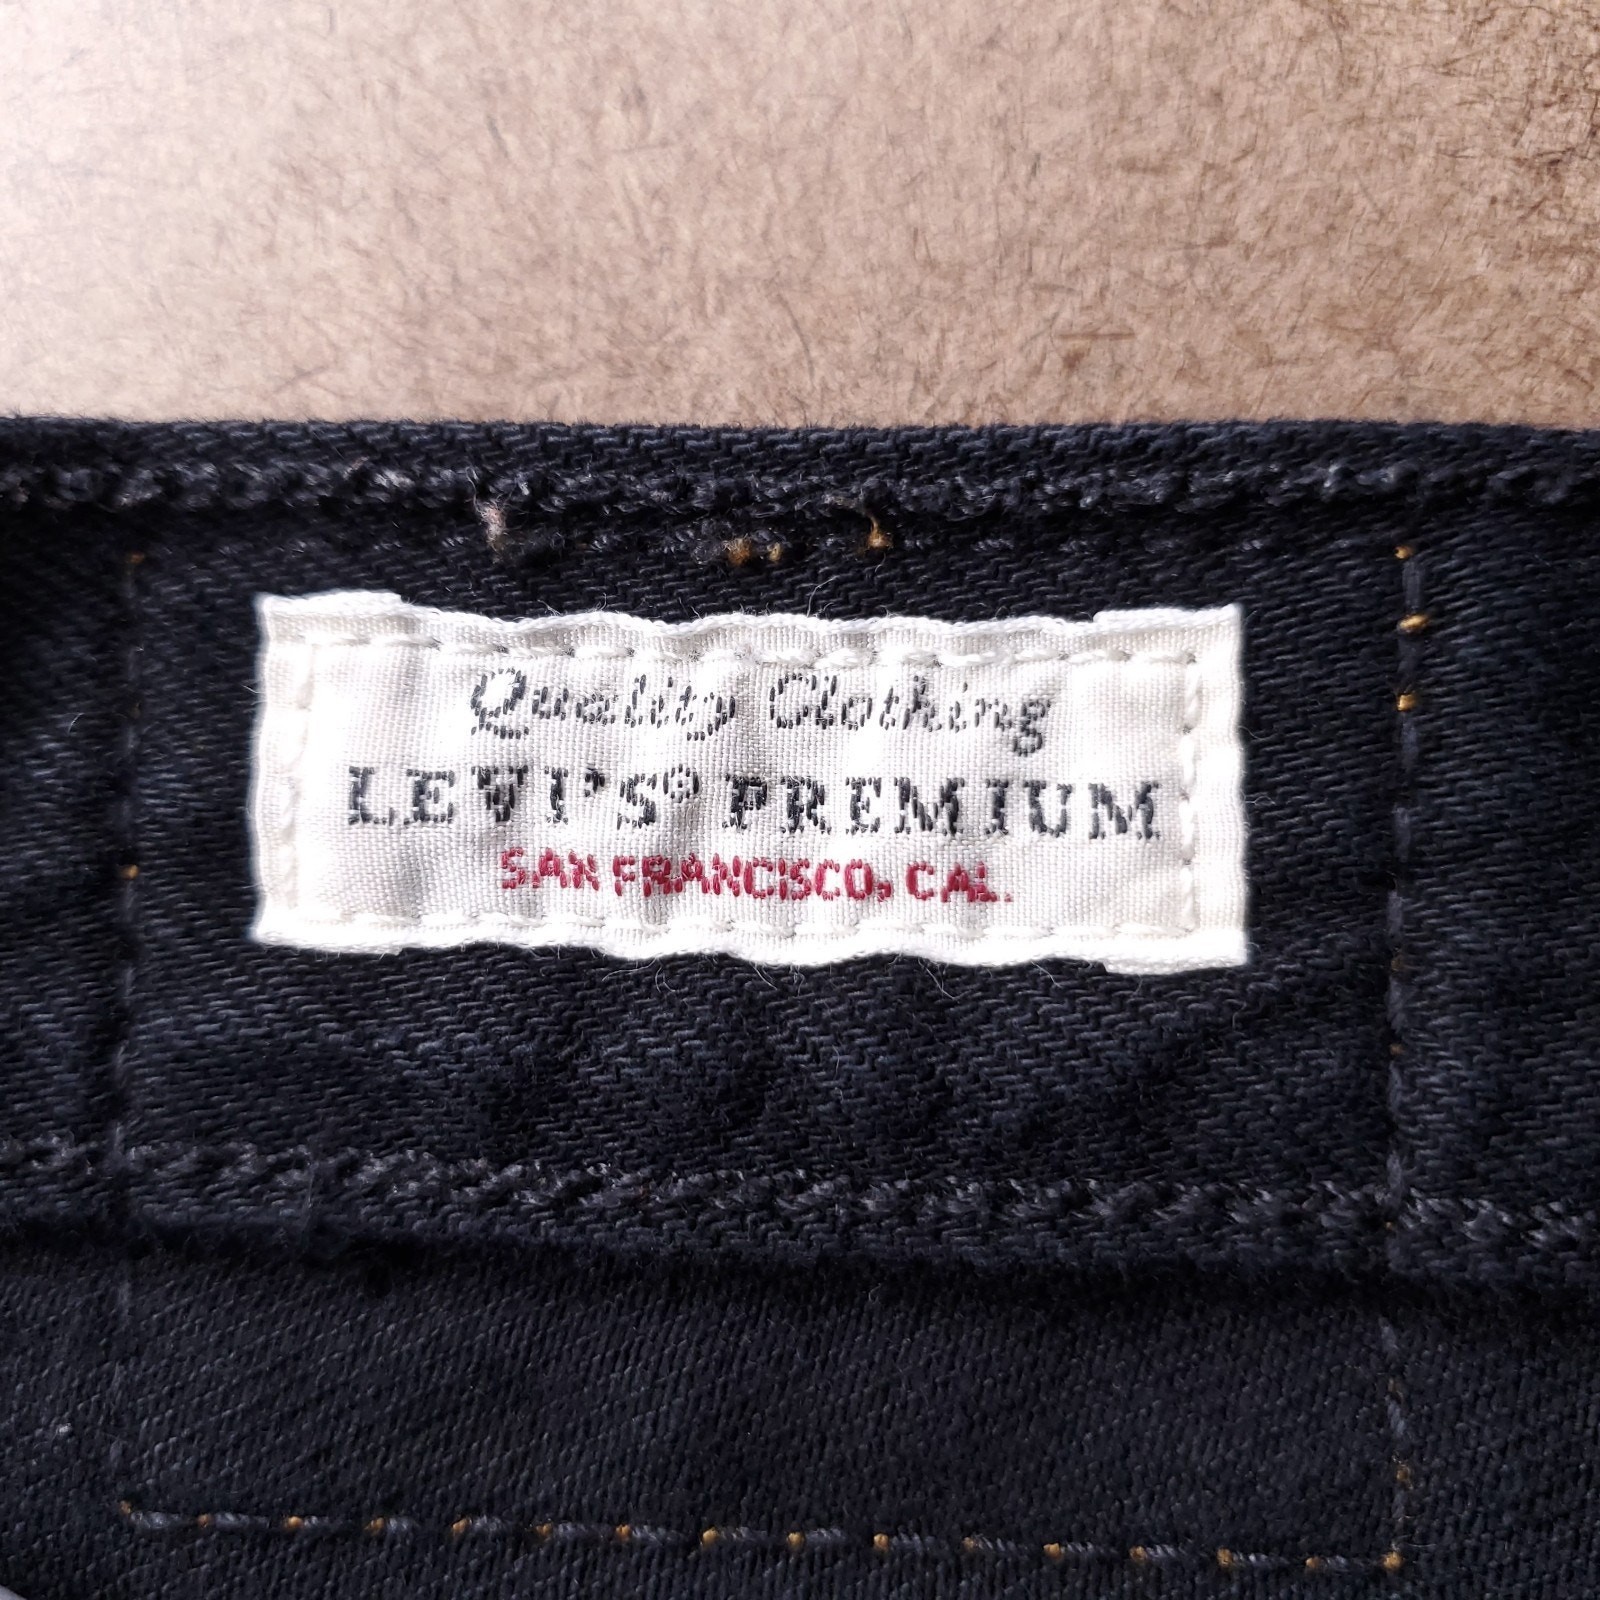 Quality Clothing
LEVI'S® PREMIUM
SAN FRANCISCO, CAL.